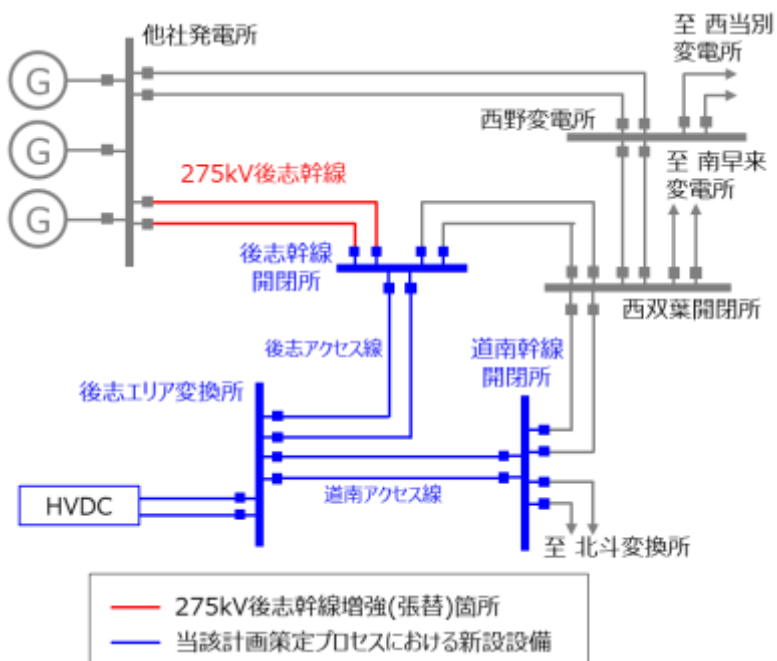 他社発電所
至 西当別
変電所
G
西野変電所
G
至 南早来
変電所
275kV後志幹線
G
後志幹線
開閉所
西双葉開閉所
後志アクセス線
道南幹線
開閉所
後志エリア変換所
HVDC
道南アクセス線
至 北斗変換所
275kV後志幹線増強(張替)箇所
当該計画策定プロセスにおける新設設備